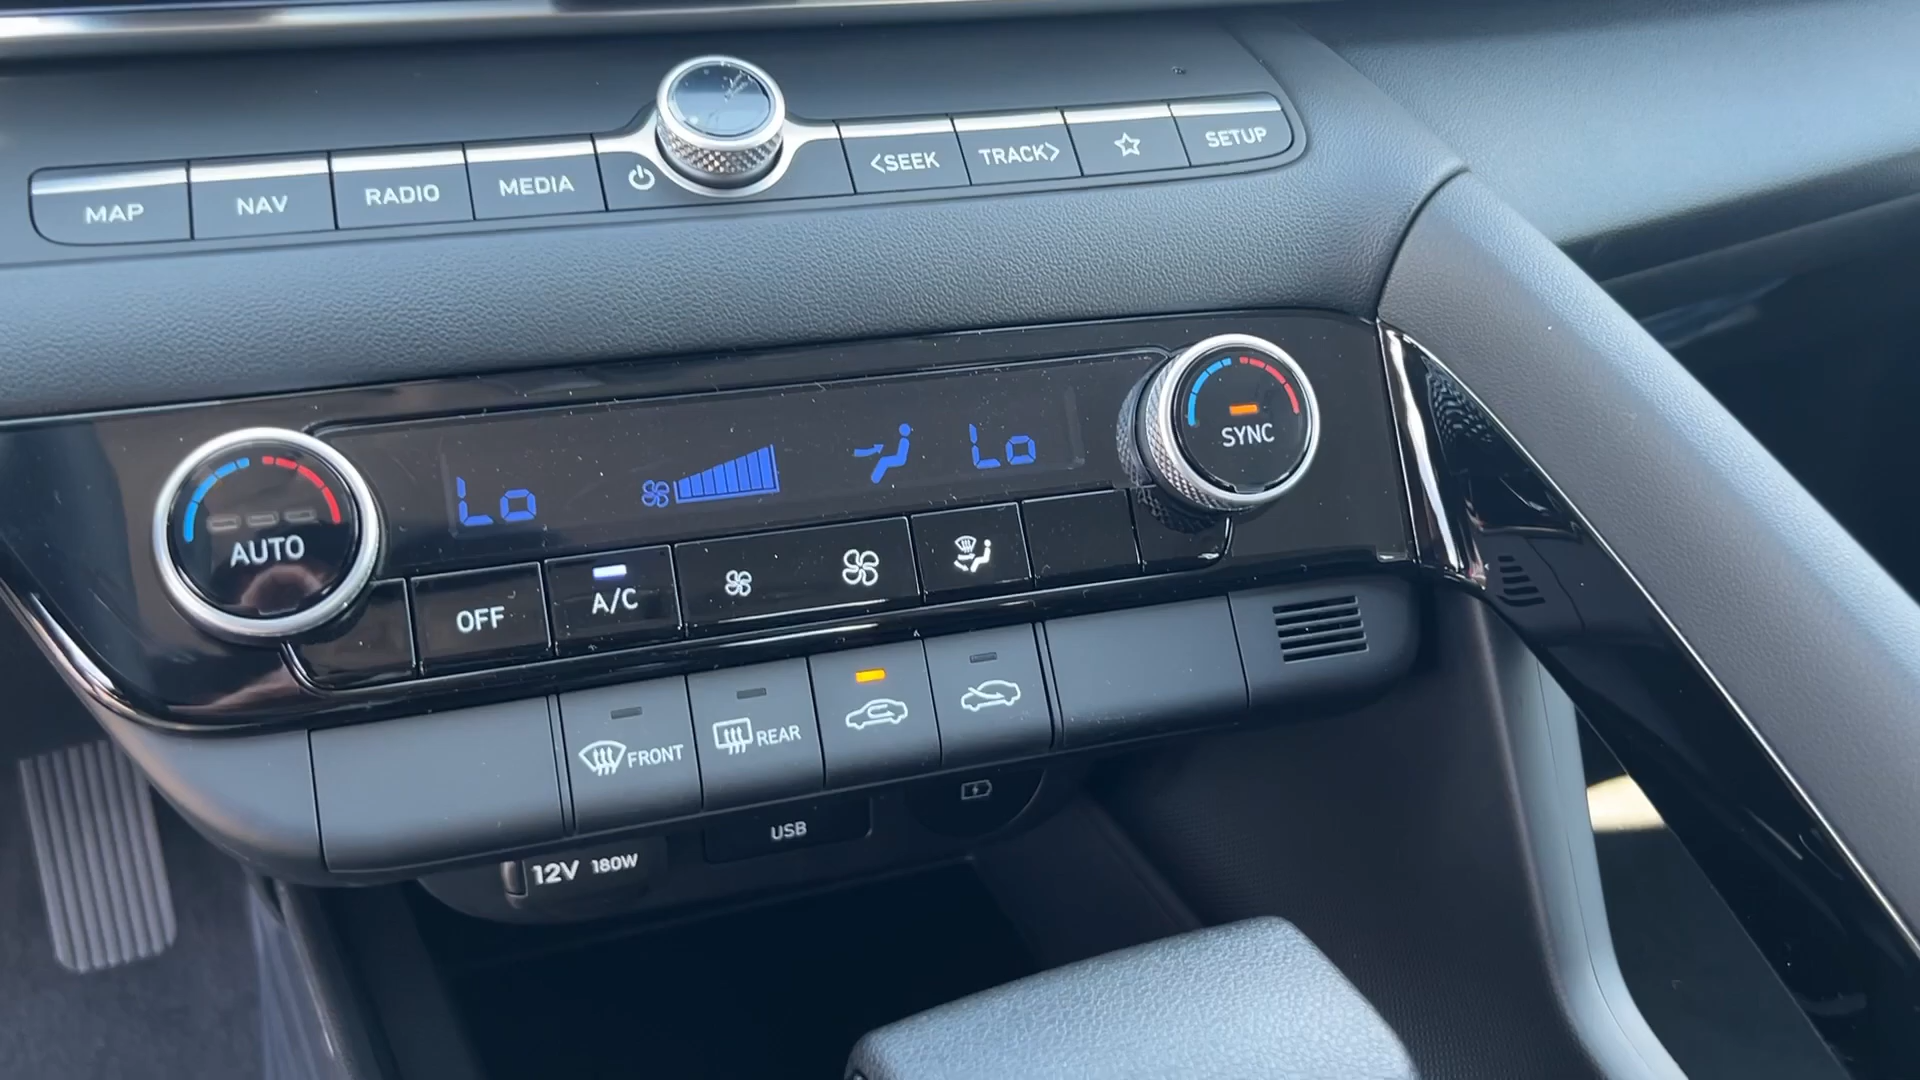 MAP NAV RADIO MEDIA <SEEK TRACK> SETUP
Lo Lo
AUTO SYNC
OFF A/C
FRONT REAR
12V 180W USB